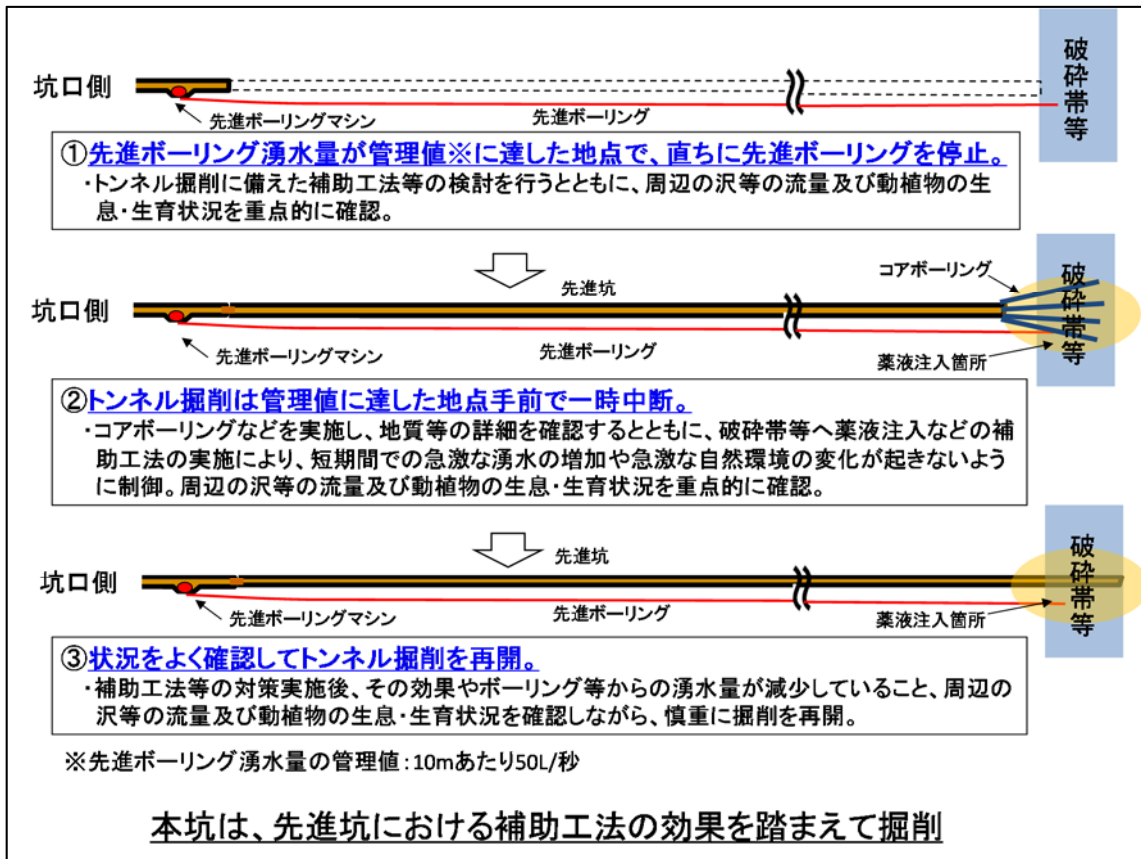 坑口側
先進ボーリングマシン
先進ボーリング
破砕帯等
①先進ボーリング湧水量が管理値※に達した地点で、直ちに先進ボーリングを停止。
・トンネル掘削に備えた補助工法等の検討を行うとともに、周辺の沢等の流量及び動植物の生
息・生育状況を重点的に確認。
先進坑
コアボーリング
坑口側
先進ボーリングマシン
先進ボーリング
薬液注入箇所
破砕帯等
②トンネル掘削は管理値に達した地点手前で一時中断。
・コアボーリングなどを実施し、地質等の詳細を確認するとともに、破砕帯等へ薬液注入などの補
助工法の実施により、短期間での急激な湧水の増加や急激な自然環境の変化が起きないよう
に制御。周辺の沢等の流量及び動植物の生息・生育状況を重点的に確認。
先進坑
坑口側
先進ボーリングマシン
先進ボーリング
薬液注入箇所
破砕帯等
③状況をよく確認してトンネル掘削を再開。
・補助工法等の対策実施後、その効果やボーリング等からの湧水量が減少していること、周辺の
沢等の流量及び動植物の生息・生育状況を確認しながら、慎重に掘削を再開。
※先進ボーリング湧水量の管理値：10mあたり50L/秒
本坑は、先進坑における補助工法の効果を踏まえて掘削